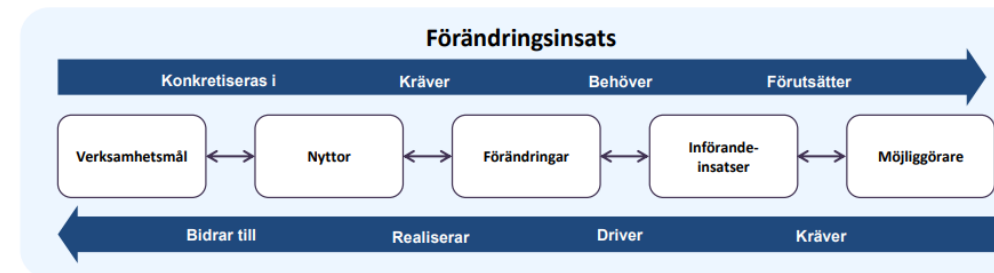 Förändringsinsats
Konkretiseras i Kräver Behöver Förutsätter
Verksamhetsmål Nyttor Förändringar Införande-
insatser Möjliggörare
Bidrar till Realiserar Driver Kräver